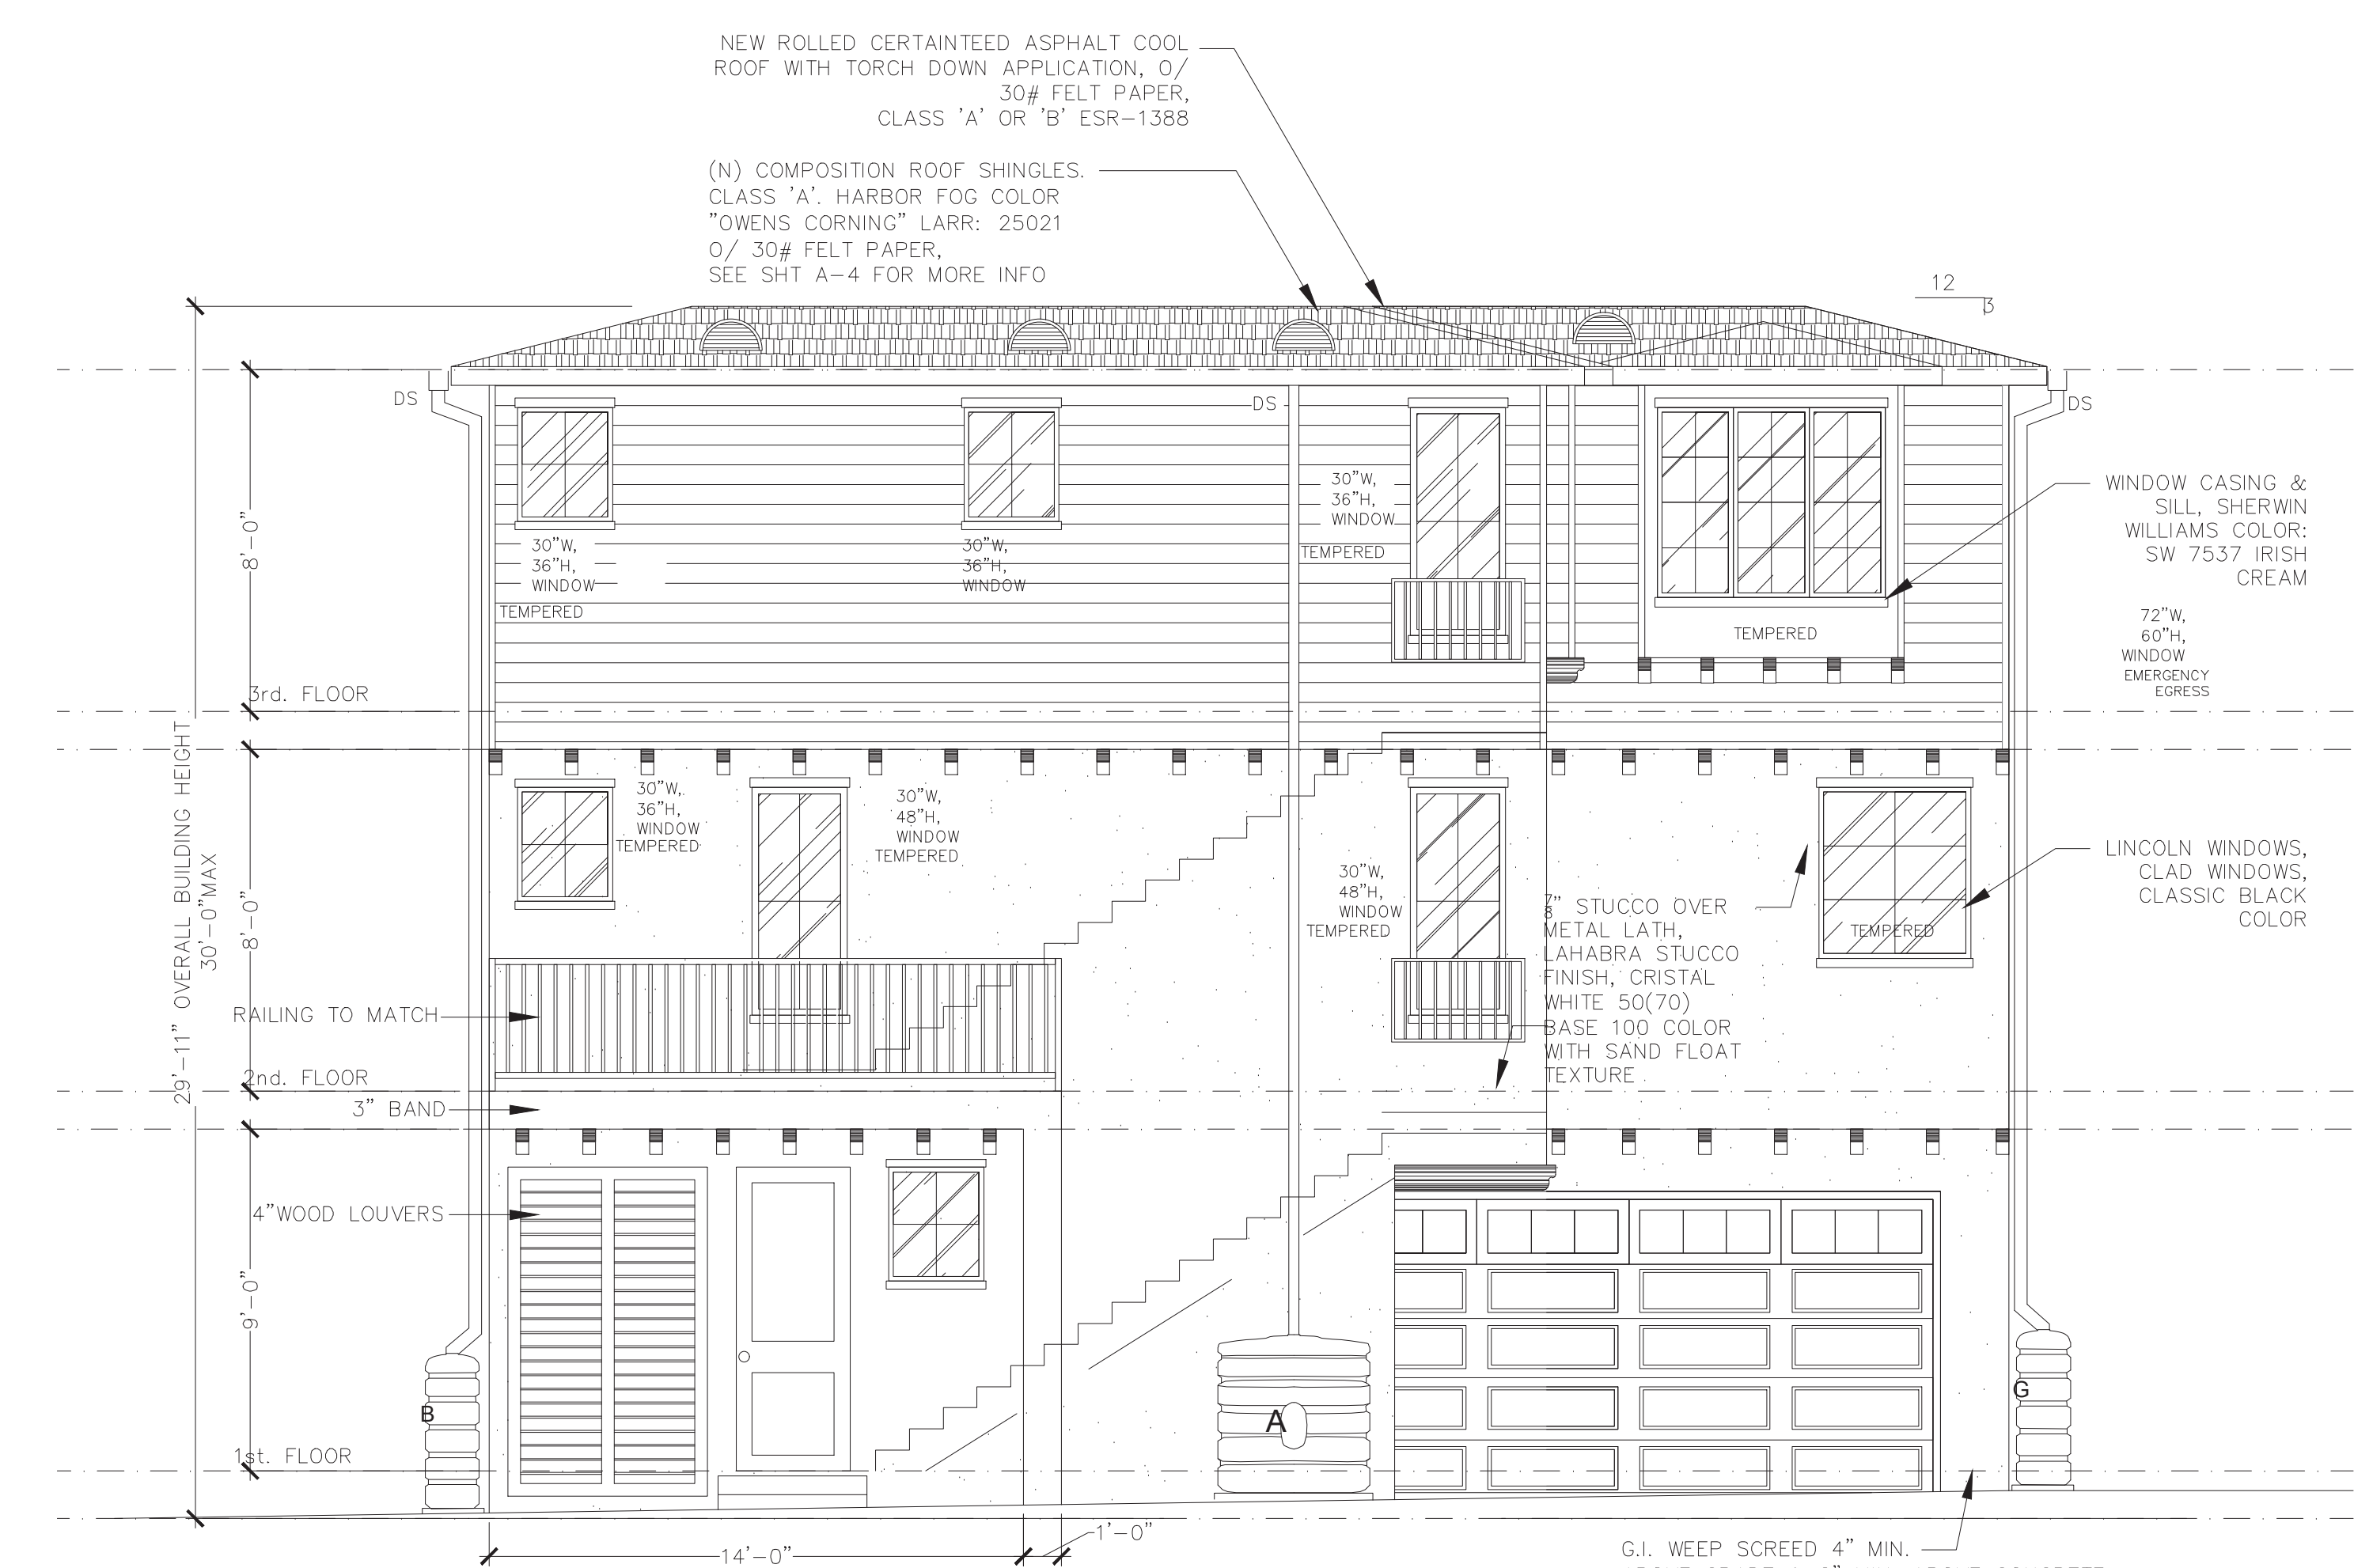 NEW ROLLED CERTAINTEED ASPHALT COOL
ROOF WITH TORCH DOWN APPLICATION, O/
30# FELT PAPER,
CLASS 'A' OR 'B' ESR-1388
(N) COMPOSITION ROOF SHINGLES.
CLASS 'A'. HARBOR FOG COLOR
"OWENS CORNING" LARR: 25021
O/ 30# FELT PAPER,
SEE SHT A-4 FOR MORE INFO
12
3
DS
DS
DS
30"W,
36"H,
WINDOW
TEMPERED
30"W,
36"H,
WINDOW
30"W,
36"H,
WINDOW
TEMPERED
TEMPERED
WINDOW CASING &
SILL, SHERWIN
WILLIAMS COLOR:
SW 7537 IRISH
CREAM
72"W,
60"H,
WINDOW
EMERGENCY
EGRESS
8'-0"
3rd. FLOOR
29'-11" OVERALL BUILDING HEIGHT
30'-0"MAX
8'-0"
30"W,
36"H,
WINDOW
TEMPERED
30"W,
48"H,
WINDOW
TEMPERED
30"W,
48"H,
WINDOW
TEMPERED
7/8" STUCCO OVER
METAL LATH,
LAHABRA STUCCO
FINISH, CRISTAL
WHITE 50(70)
BASE 100 COLOR
WITH SAND FLOAT
TEXTURE
TEMPERED
LINCOLN WINDOWS,
CLAD WINDOWS,
CLASSIC BLACK
COLOR
RAILING TO MATCH
2nd. FLOOR
3" BAND
4"WOOD LOUVERS
9'-0"
B
A
G
1st. FLOOR
14'-0"
1'-0"
G.I. WEEP SCREED 4" MIN.